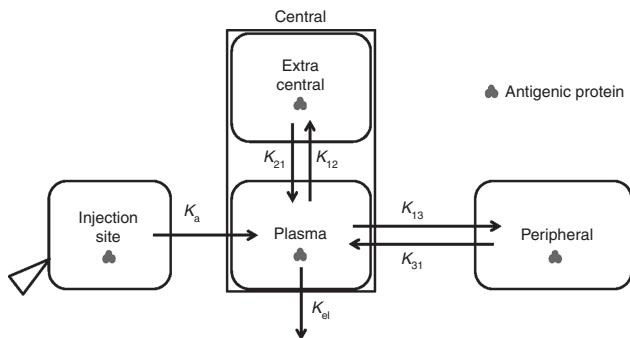 Central
Extra
central
Antigenic protein
K21
K12
Injection
site
Ka
Plasma
K13
K31
Peripheral
Kel